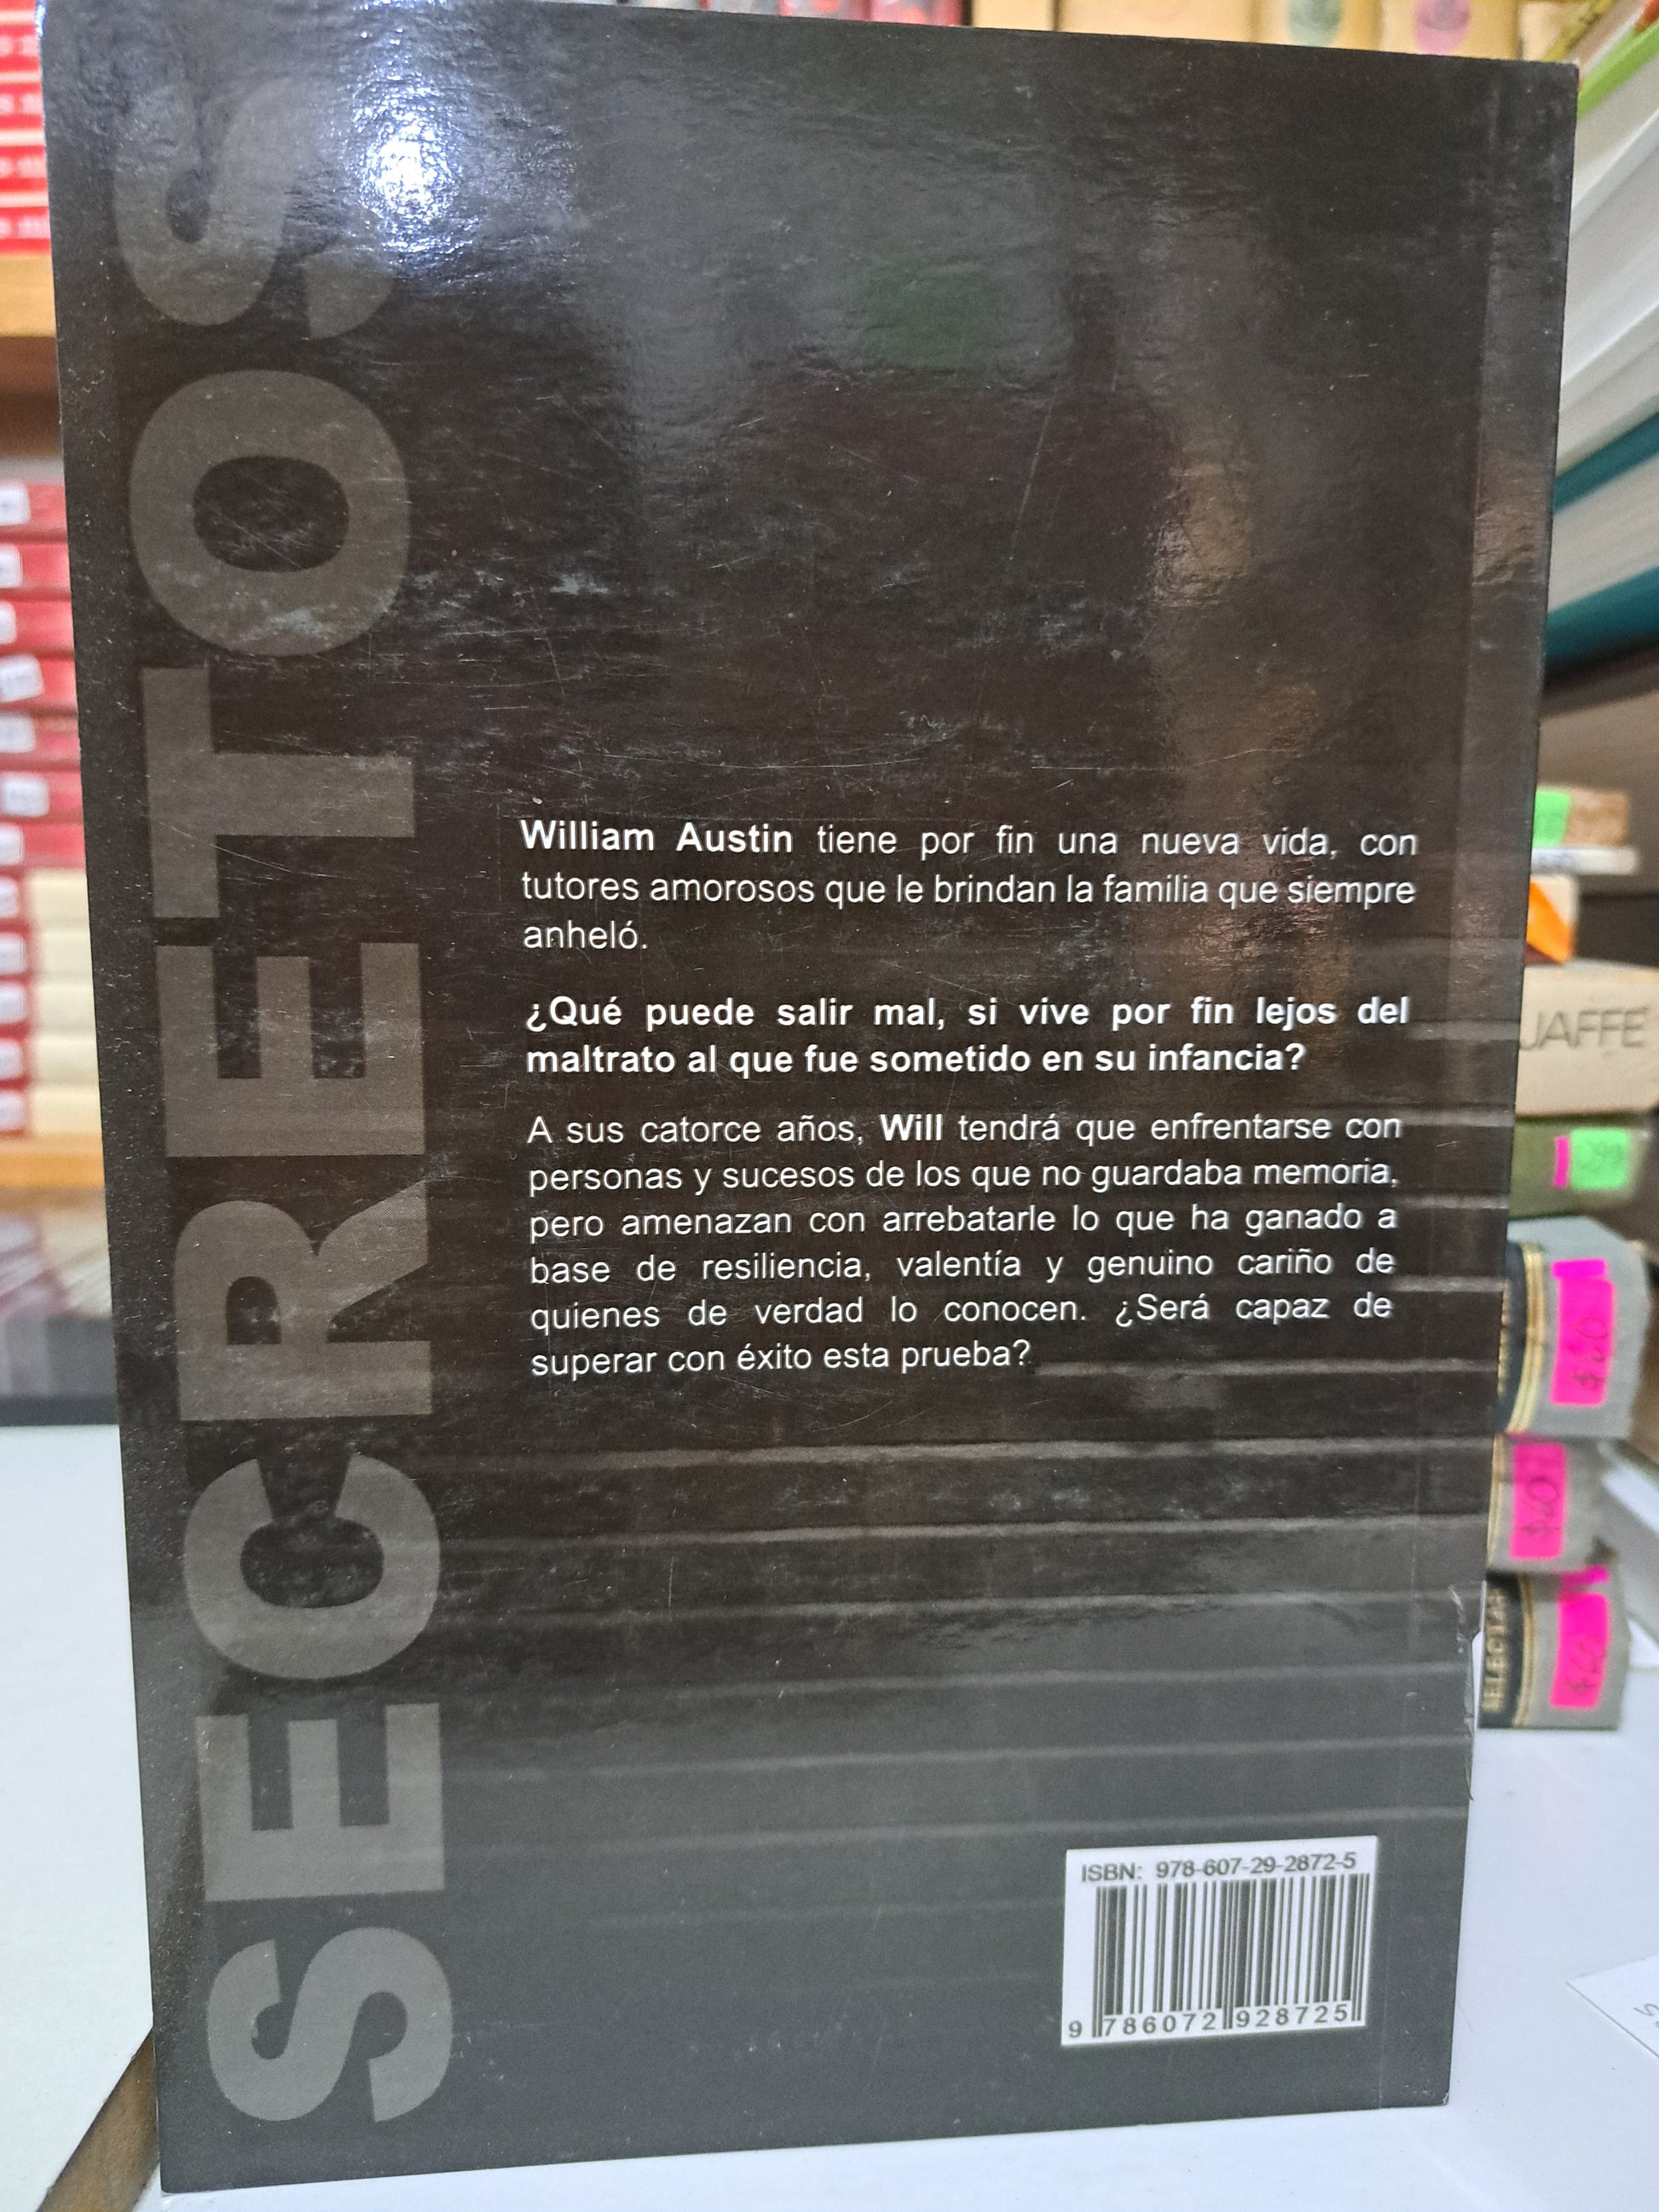 SECRETOS
William Austin tiene por fin una nueva vida, con
tutores amorosos que le brindan la familia que siempre
anheló.
¿Qué puede salir mal, si vive por fin lejos del
maltrato al que fue sometido en su infancia?
A sus catorce años, Will tendrá que enfrentarse con
personas y sucesos de los que no guardaba memoria,
pero amenazan con arrebatarle lo que ha ganado a
base de resiliencia, valentía y genuino cariño de
quienes de verdad lo conocen. ¿Será capaz de
superar con éxito esta prueba?
ISBN: 978-607-29-2872-5
9 786072 928725
JAFFE